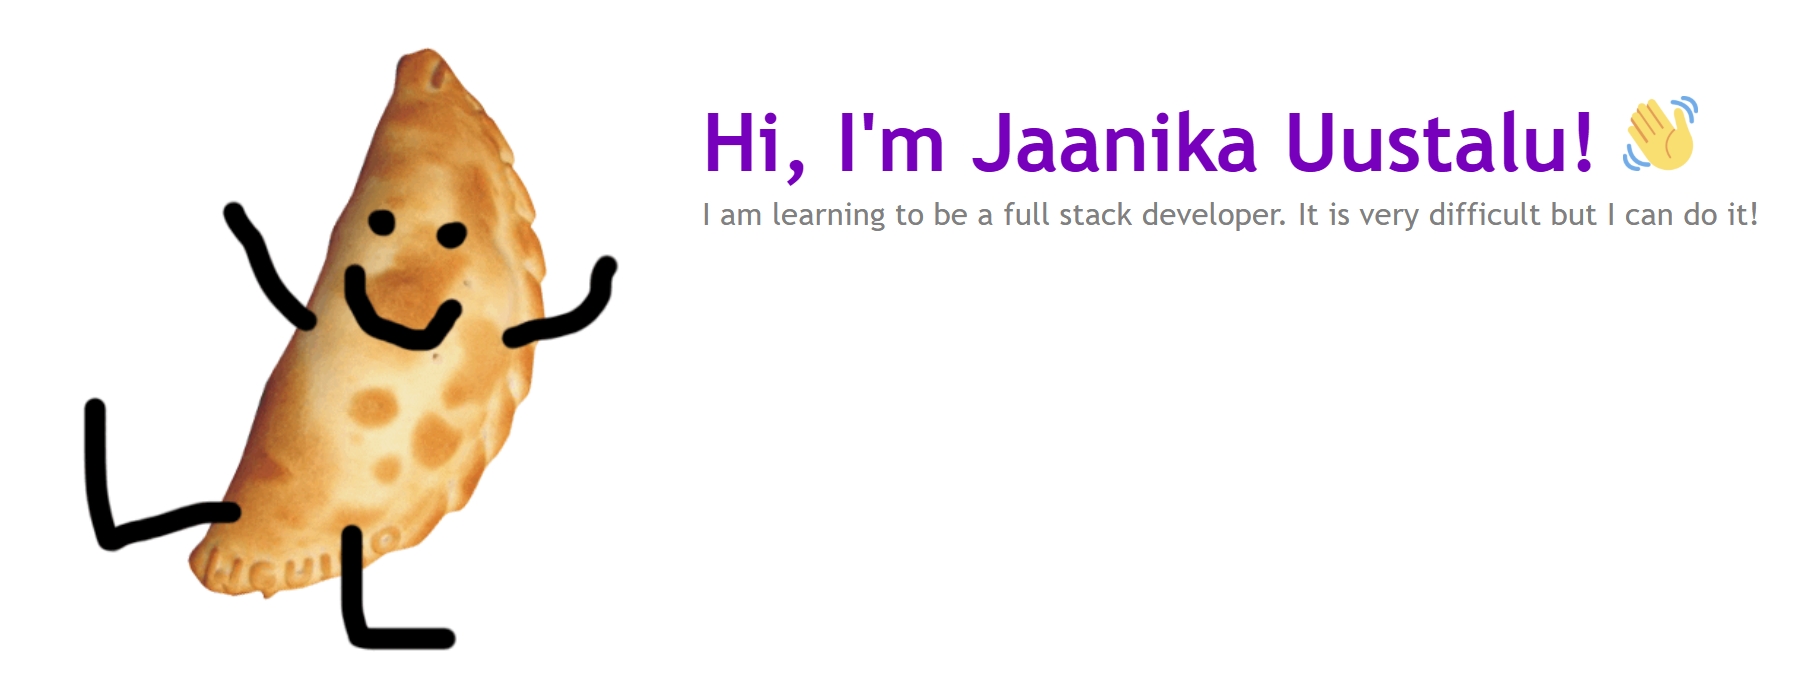 Hi, I'm Jaanika Uustalu! 👋
I am learning to be a full stack developer. It is very difficult but I can do it!